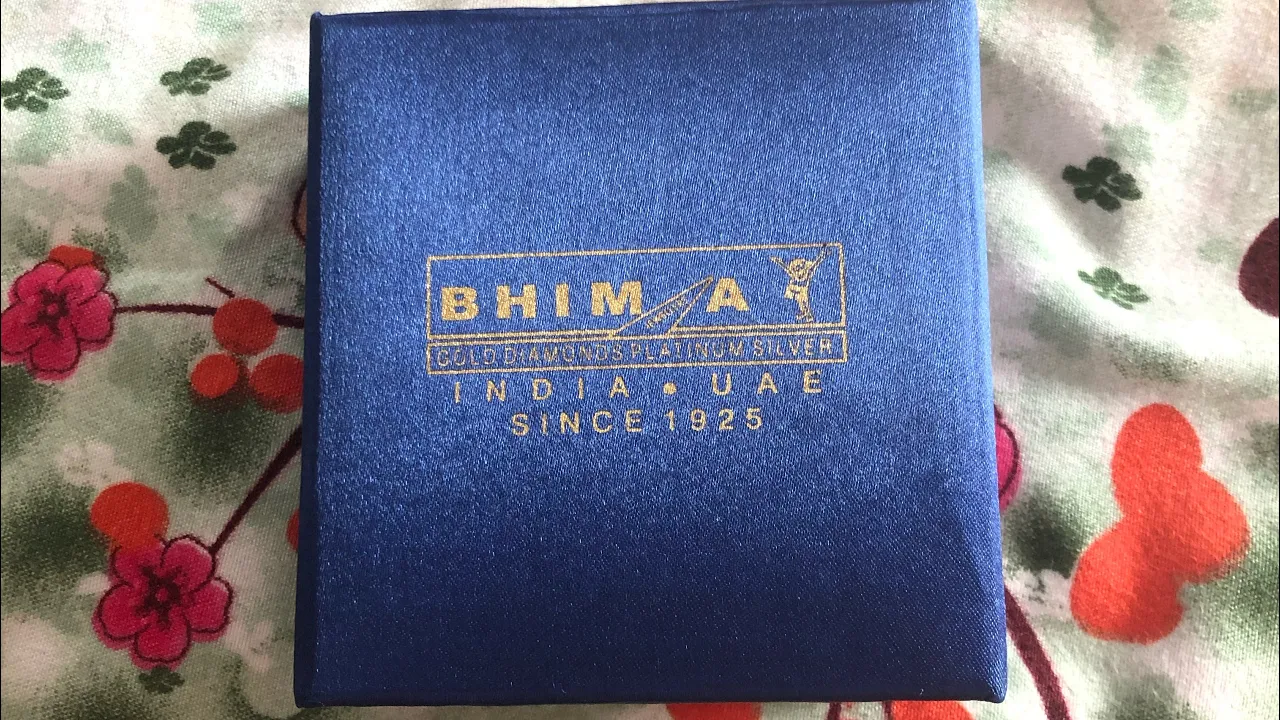 BHIMA
GOLD DIAMONDS PLATINUM SILVER
INDIA • UAE
SINCE 1925